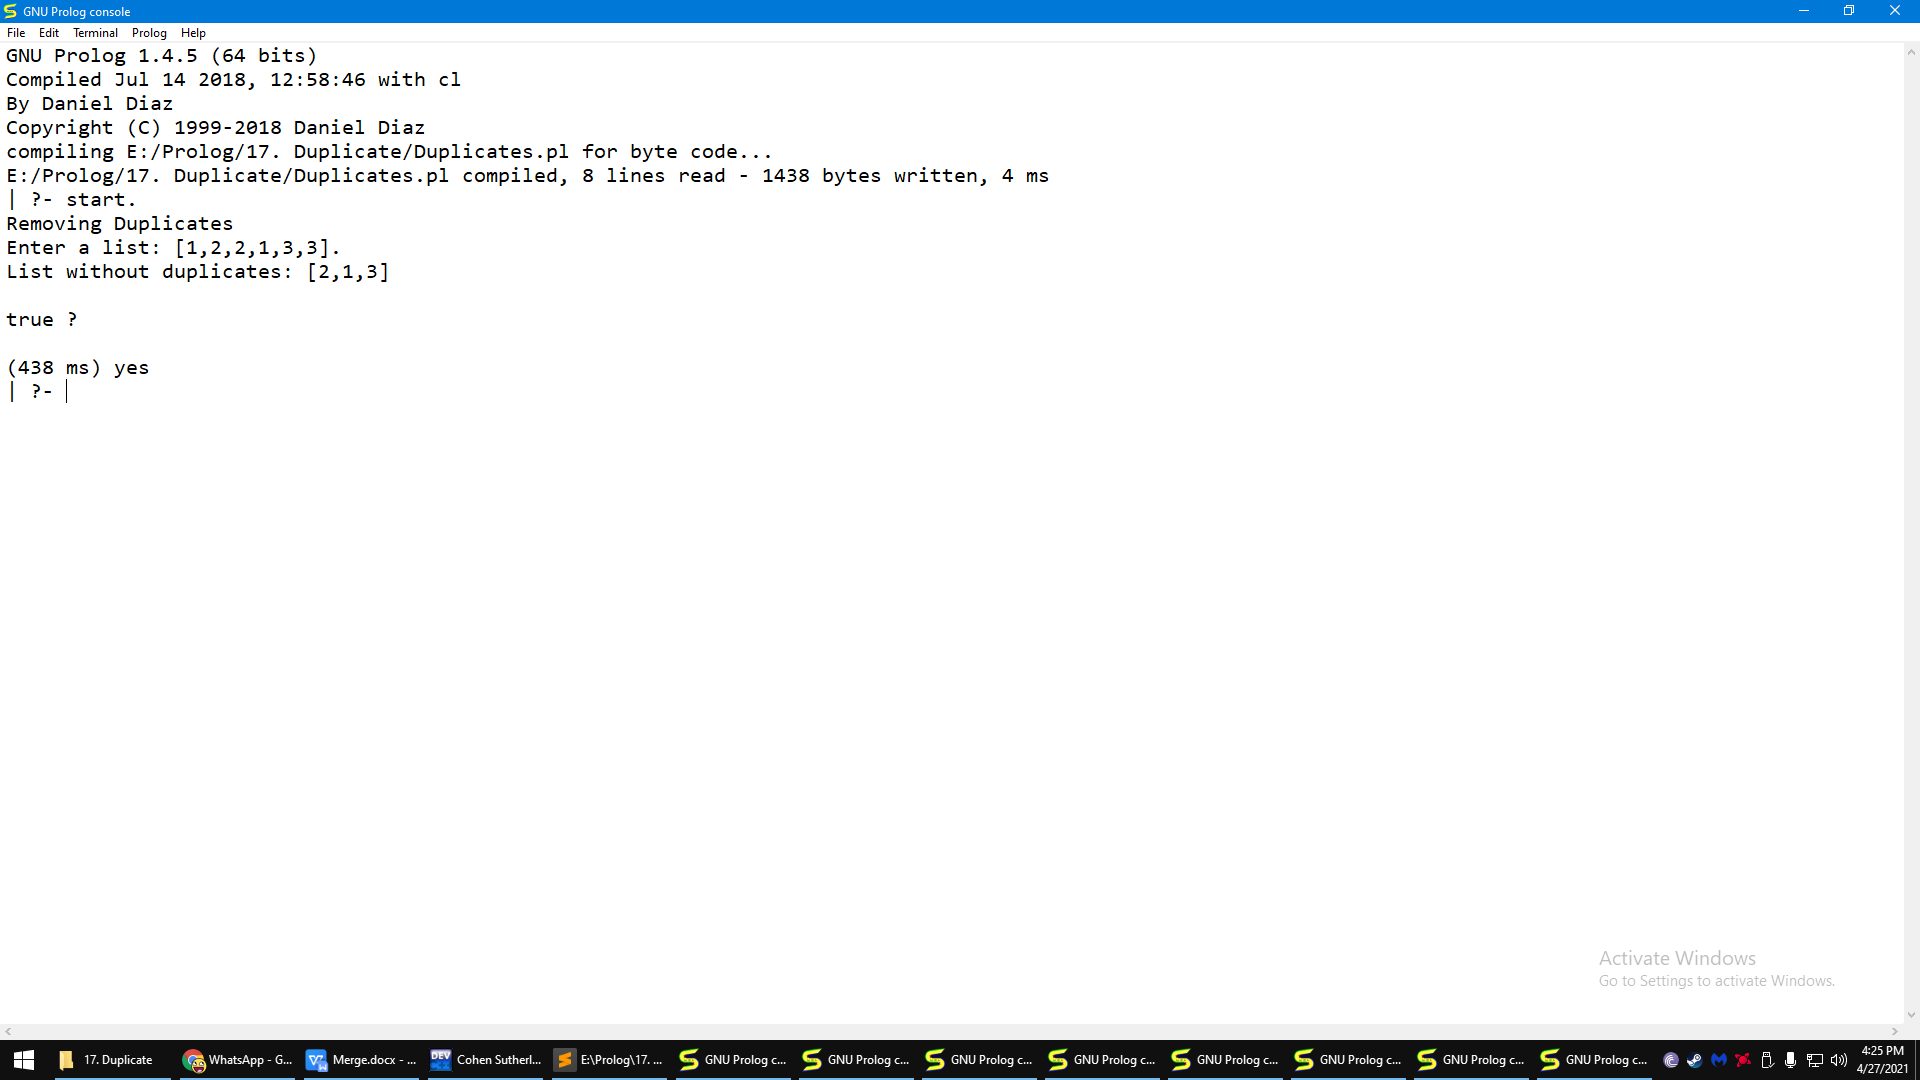 GNU Prolog console
File Edit Terminal Prolog Help
GNU Prolog 1.4.5 (64 bits)
Compiled Jul 14 2018, 12:58:46 with cl
By Daniel Diaz
Copyright (C) 1999-2018 Daniel Diaz
compiling E:/Prolog/17. Duplicate/Duplicates.pl for byte code...
E:/Prolog/17. Duplicate/Duplicates.pl compiled, 8 lines read - 1438 bytes written, 4 ms
| ?- start.
Removing Duplicates
Enter a list: [1,2,2,1,3,3].
List without duplicates: [2,1,3]
true ?
(438 ms) yes
| ?-
Activate Windows
Go to Settings to activate Windows.
17. Duplicate WhatsApp - G... Merge.docx - ... DEV Cohen Sutherl... E:\Prolog\17. ... GNU Prolog c... GNU Prolog c... GNU Prolog c... GNU Prolog c... GNU Prolog c... GNU Prolog c... GNU Prolog c... GNU Prolog c... 4:25 PM
4/27/2021